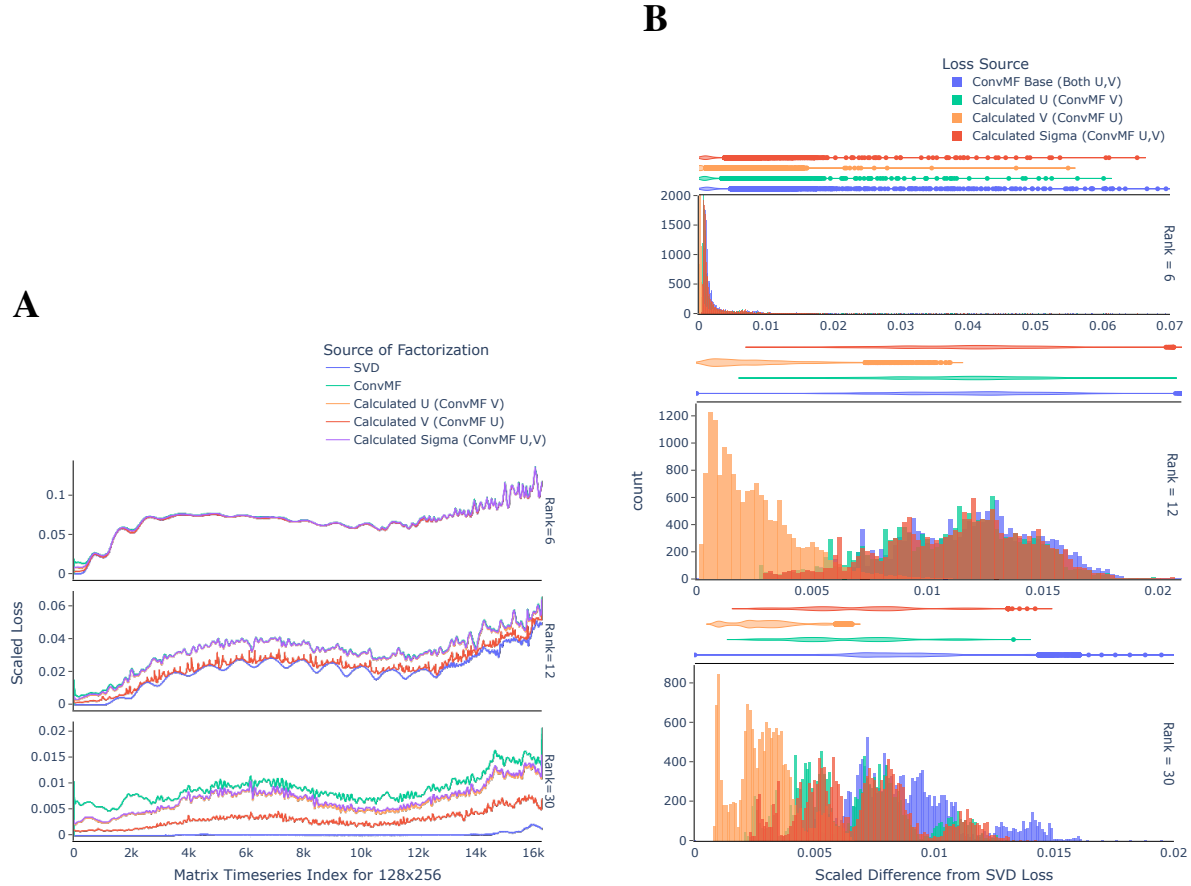 B
Loss Source
ConvMF Base (Both U,V)
Calculated U (ConvMF V)
Calculated V (ConvMF U)
Calculated Sigma (ConvMF U,V)
2000
1500
1000
500
0
0 0.01 0.02 0.03 0.04 0.05 0.06 0.07
Rank = 6
A
Source of Factorization
SVD
ConvMF
Calculated U (ConvMF V)
Calculated V (ConvMF U)
Calculated Sigma (ConvMF U,V)
0.1
0.05
0
Rank=6
0.06
0.04
0.02
0
Rank=12
0.02
0.015
0.01
0.005
0
Rank=30
0 2k 4k 6k 8k 10k 12k 14k 16k
Scaled Loss
Matrix Timeseries Index for 128x256
count
1200
1000
800
600
400
200
0
0 0.005 0.01 0.015 0.02
Rank = 12
800
600
400
200
0
0 0.005 0.01 0.015 0.02
Rank = 30
Scaled Difference from SVD Loss